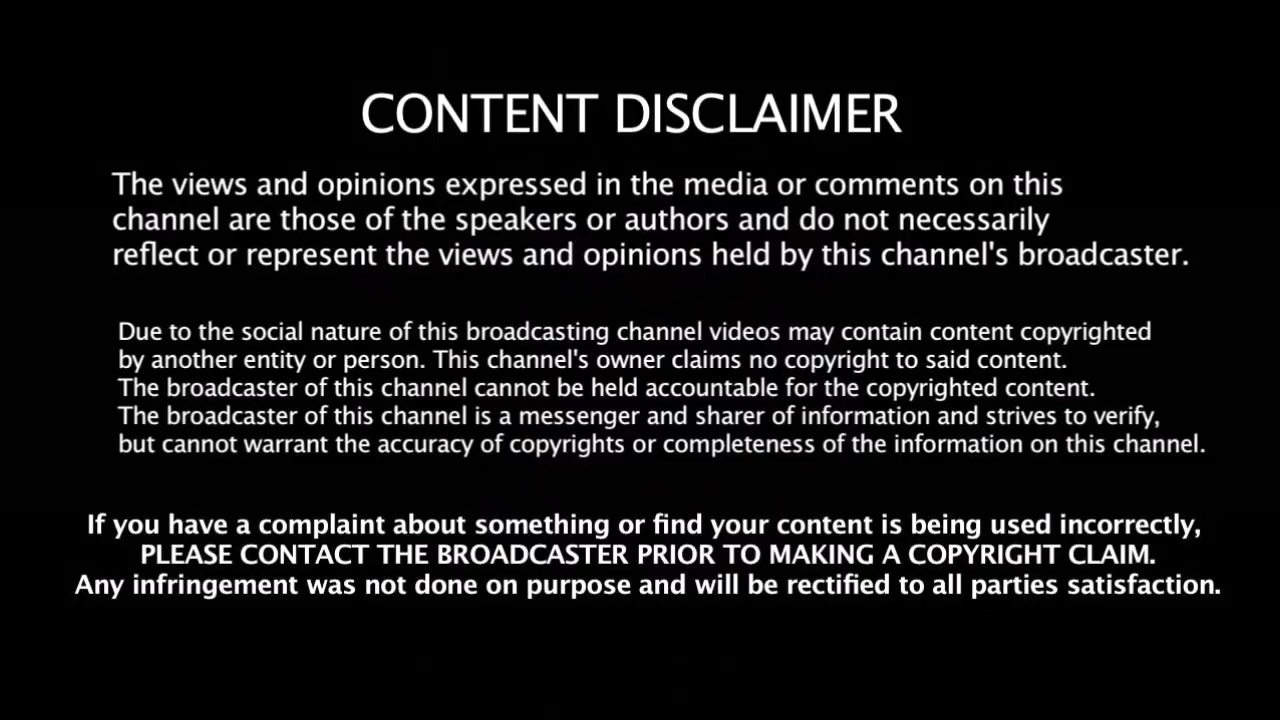 CONTENT DISCLAIMER
The views and opinions expressed in the media or comments on this
channel are those of the speakers or authors and do not necessarily
reflect or represent the views and opinions held by this channel's broadcaster.
Due to the social nature of this broadcasting channel videos may contain content copyrighted
by another entity or person. This channel's owner claims no copyright to said content.
The broadcaster of this channel cannot be held accountable for the copyrighted content.
The broadcaster of this channel is a messenger and sharer of information and strives to verify,
but cannot warrant the accuracy of copyrights or completeness of the information on this channel.
If you have a complaint about something or find your content is being used incorrectly,
PLEASE CONTACT THE BROADCASTER PRIOR TO MAKING A COPYRIGHT CLAIM.
Any infringement was not done on purpose and will be rectified to all parties satisfaction.